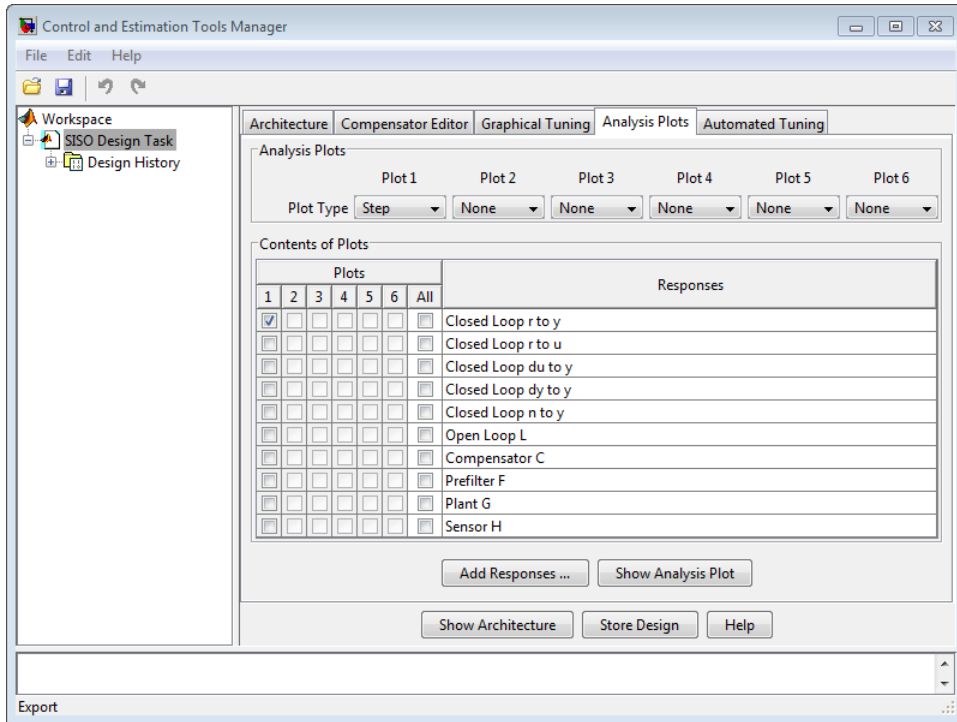 Control and Estimation Tools Manager
File Edit Help
Workspace
SISO Design Task
Design History
Architecture Compensator Editor Graphical Tuning Analysis Plots Automated Tuning
Analysis Plots
Plot 1 Plot 2 Plot 3 Plot 4 Plot 5 Plot 6
Plot Type Step None None None None None
Contents of Plots
Plots
Responses
1 2 3 4 5 6 All
Closed Loop r to y
Closed Loop r to u
Closed Loop du to y
Closed Loop dy to y
Closed Loop n to y
Open Loop L
Compensator C
Prefilter F
Plant G
Sensor H
Add Responses ... Show Analysis Plot
Show Architecture Store Design Help
Export